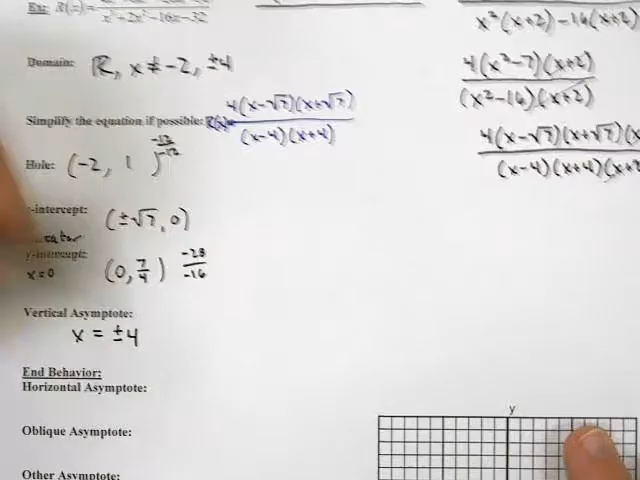 x²(x+2) - 16(x+2)
Ex: R(x) = x³+2x²-16x-32
4(x²-7)(x+2)
(x²-16)(x+2)
Domain: ℝ, x ≠ -2, ±4
4(x-√7)(x+√7)
Simplify the equation if possible: R(x)=
(x-4)(x+4)
4(x-√7)(x+√7)(x
(x-4)(x+4)(x+2
-12
-12
Hole: (-2, 1)
-intercept: (±√7, 0)
y-intercept: (0, 7/4) -28/-16
x=0
Vertical Asymptote:
x = ±4
End Behavior:
Horizontal Asymptote:
y
Oblique Asymptote:
Other Asymptote: